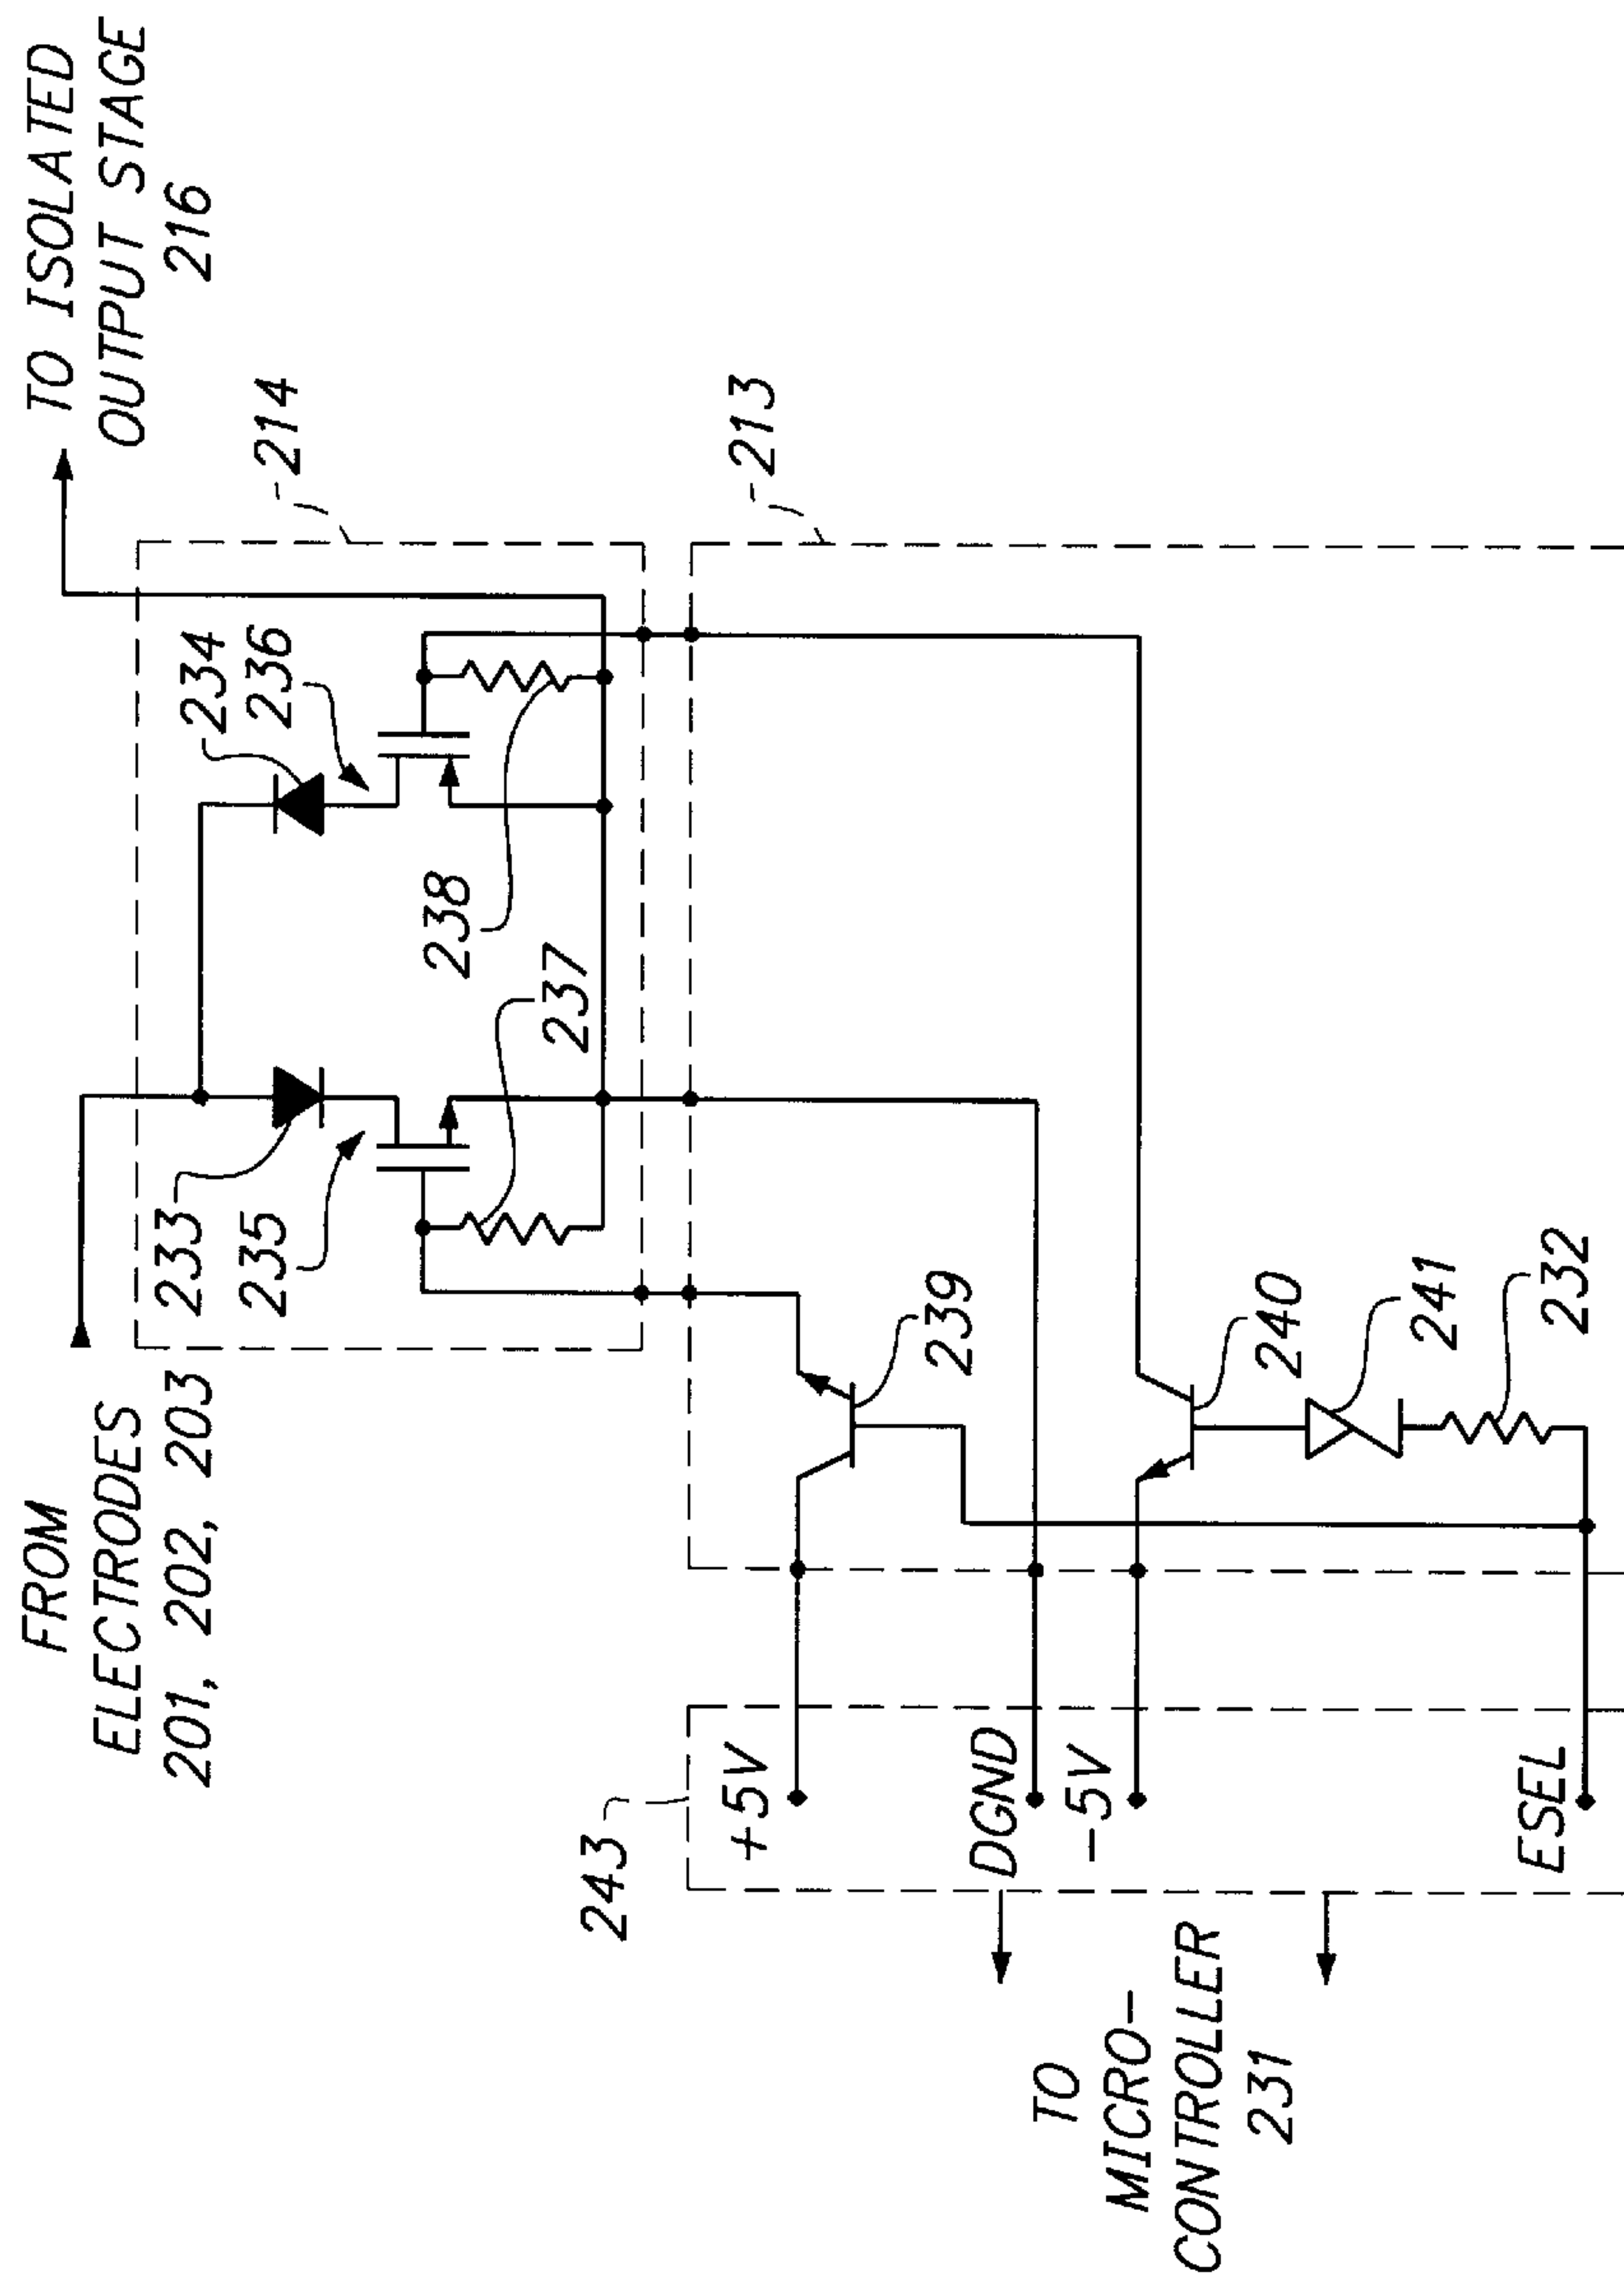 FROM
ELECTRODES
201, 202, 203
TO ISOLATED
OUTPUT STAGE
216
233
235
234
236
214
237
238
213
239
240
241
232
243
+5V
DGND
-5V
ESEL
TO
MICRO-
CONTROLLER
231